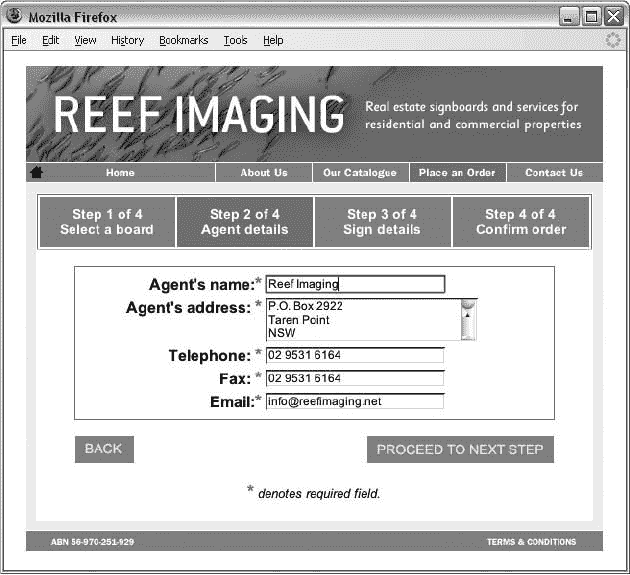 Mozilla Firefox
File Edit View History Bookmarks Tools Help
REEF IMAGING
Real estate signboards and services for
residential and commercial properties
Home About Us Our Catalogue Place an Order Contact Us
Step 1 of 4 Step 2 of 4 Step 3 of 4 Step 4 of 4
Select a board Agent details Sign details Confirm order
Agent's name:* Reef Imaging
Agent's address: * P.O. Box 2922
Taren Point
NSW
Telephone: * 02 9531 6164
Fax: * 02 9531 6164
Email:* info@reefimaging.net
BACK PROCEED TO NEXT STEP
* denotes required field.
ABN 56-970-251-929 TERMS & CONDITIONS